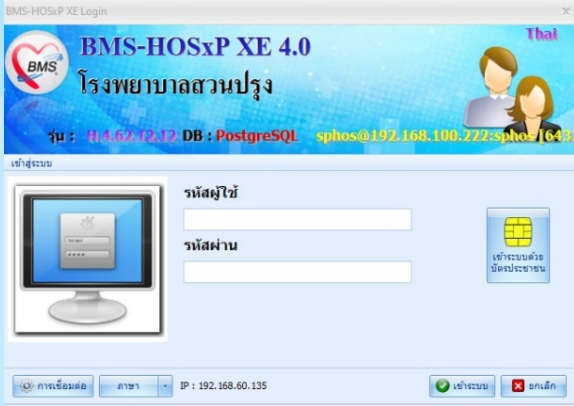 BMS-HOSxP XE Login
Thai
BMS
BMS-HOSxP XE 4.0
โรงพยาบาลสวนปรุง
รุ่น : H.4.62.12.12 DB : PostgreSQL sphos@192.168.100.222:sphos [643
เข้าสู่ระบบ
รหัสผู้ใช้
รหัสผ่าน
เข้าระบบด้วย
บัตรประชาชน
การเชื่อมต่อ ภาษา IP : 192.168.60.135 เข้าระบบ ยกเลิก